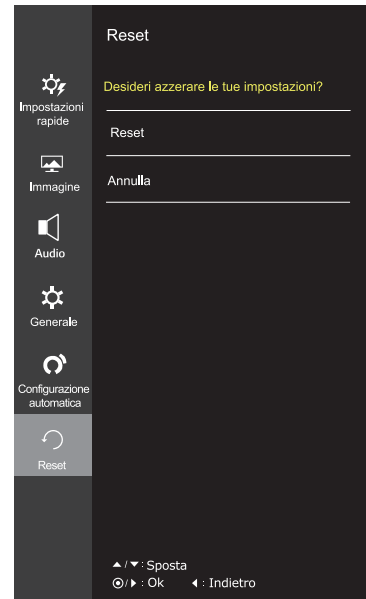 Reset
Desideri azzerare le tue impostazioni?
Reset
Annulla
Impostazioni
rapide
Immagine
Audio
Generale
Configurazione
automatica
Reset
▲/▼: Sposta
◉/▶: Ok ◀: Indietro